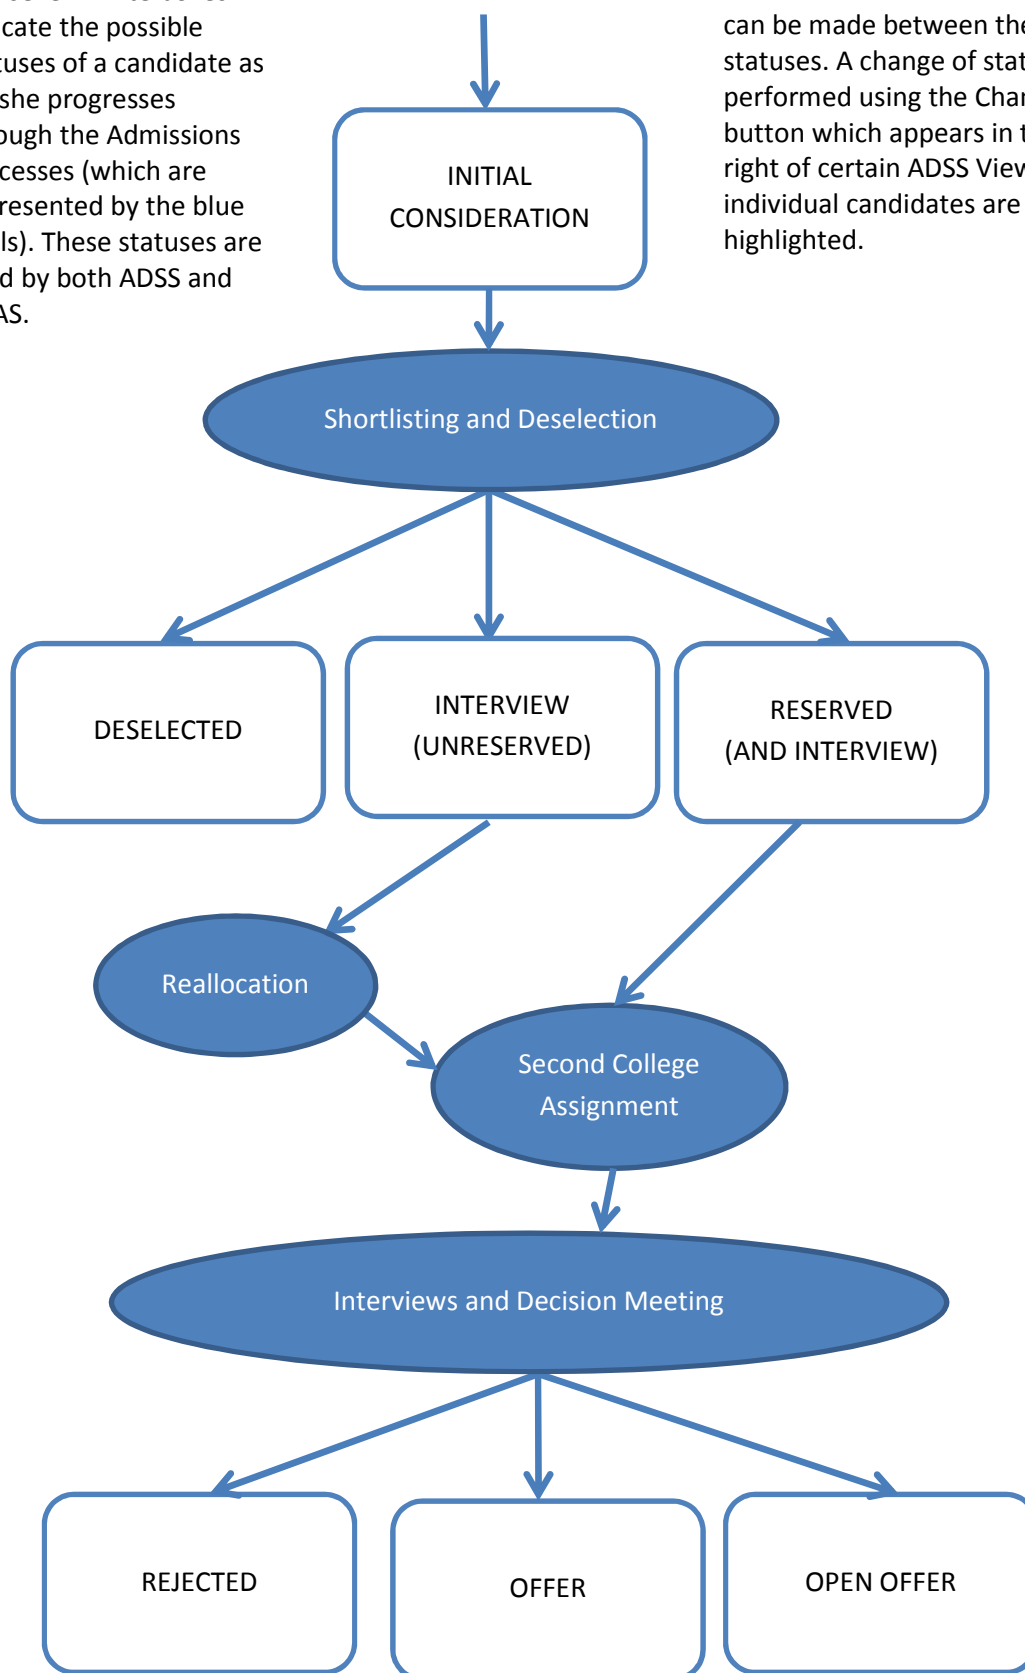 cate the possible
tuses of a candidate as
she progresses
ough the Admissions
cesses (which are
resented by the blue
ls). These statuses are
d by both ADSS and
AS.
can be made between the
statuses. A change of stat
performed using the Chan
button which appears in t
right of certain ADSS View
individual candidates are
highlighted.
INITIAL
CONSIDERATION
Shortlisting and Deselection
DESELECTED
INTERVIEW
(UNRESERVED)
RESERVED
(AND INTERVIEW)
Reallocation
Second College
Assignment
Interviews and Decision Meeting
REJECTED
OFFER
OPEN OFFER